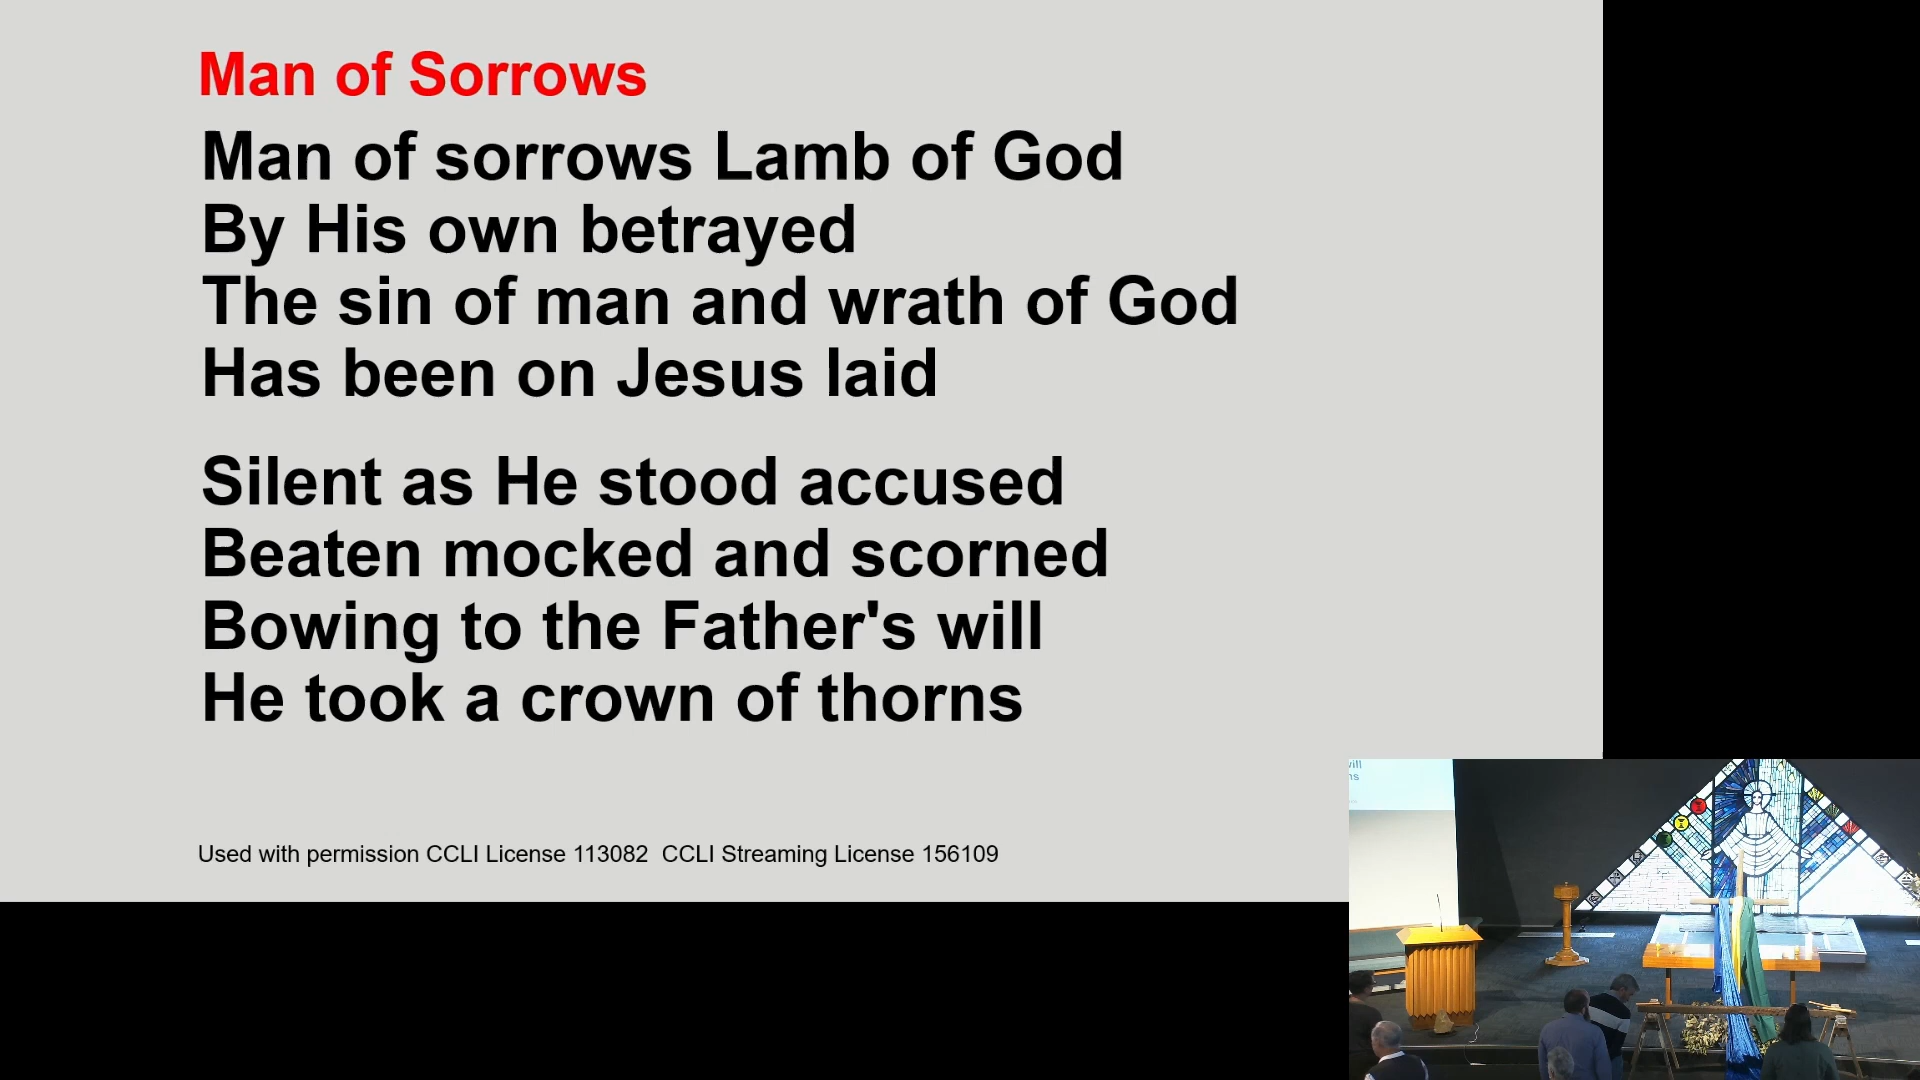 Man of Sorrows
Man of sorrows Lamb of God
By His own betrayed
The sin of man and wrath of God
Has been on Jesus laid
Silent as He stood accused
Beaten mocked and scorned
Bowing to the Father's will
He took a crown of thorns
Used with permission CCLI License 113082  CCLI Streaming License 156109